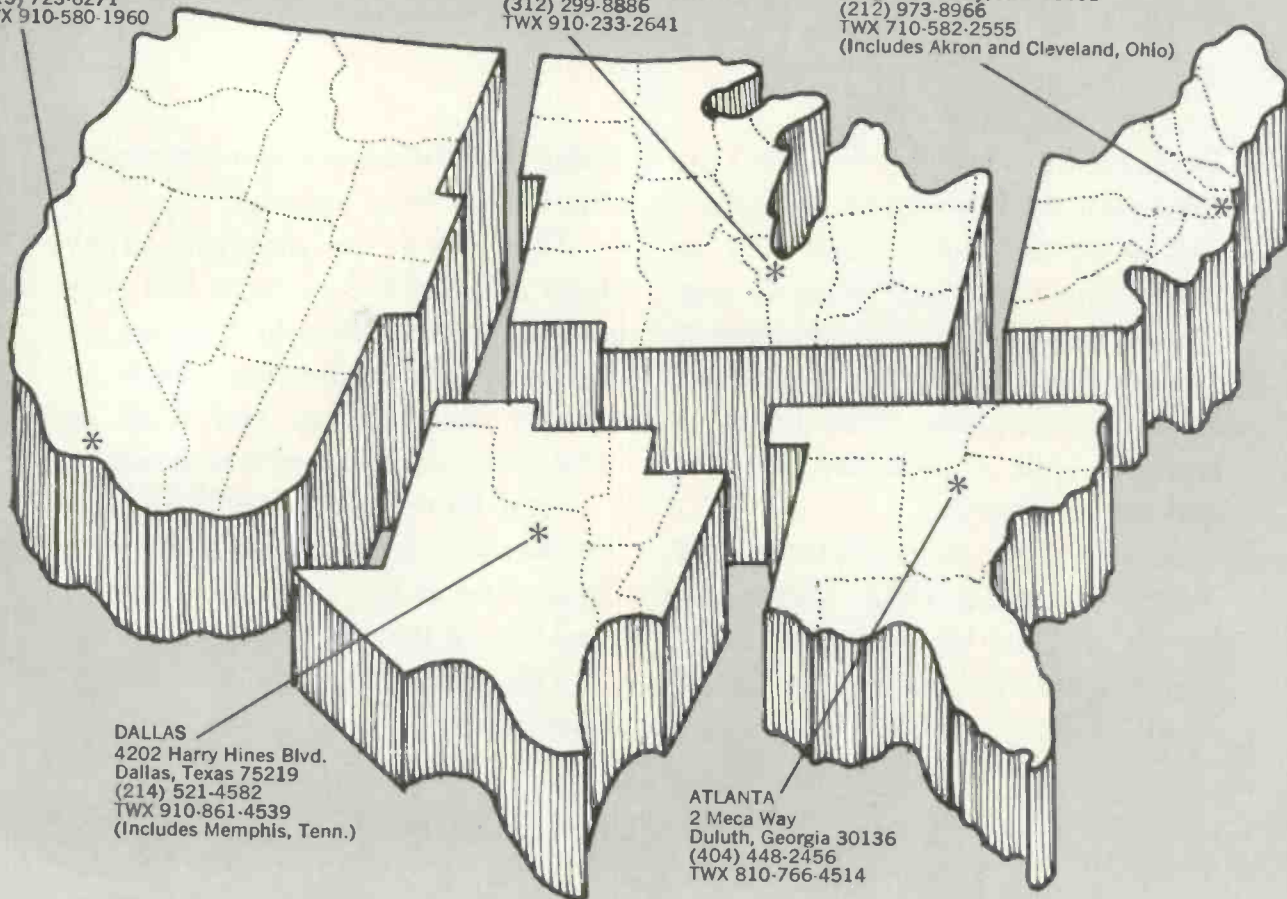 TWX 910-580-1960
(312) 299-8886
TWX 910-233-2641
(212) 973-8966
TWX 710-582-2555
(Includes Akron and Cleveland, Ohio)
DALLAS
4202 Harry Hines Blvd.
Dallas, Texas 75219
(214) 521-4582
TWX 910-861-4539
(Includes Memphis, Tenn.)
ATLANTA
2 Meca Way
Duluth, Georgia 30136
(404) 448-2456
TWX 810-766-4514